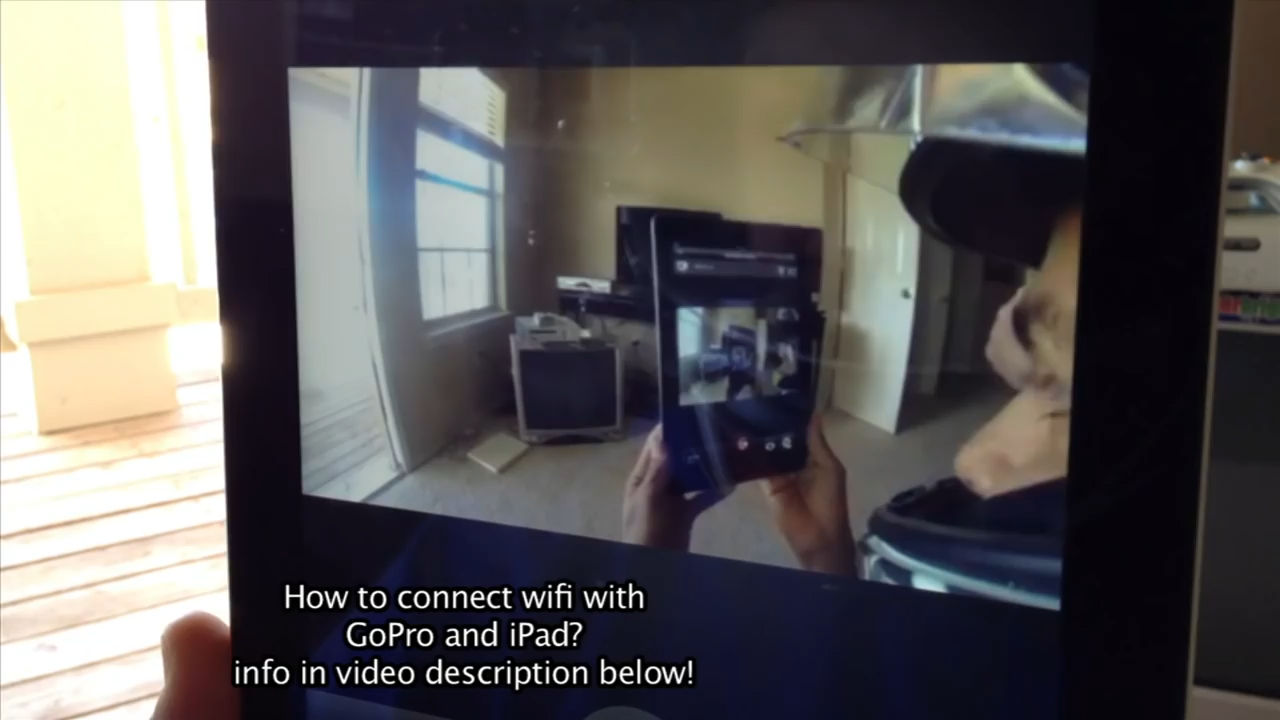 How to connect wifi with
GoPro and iPad?
info in video description below!